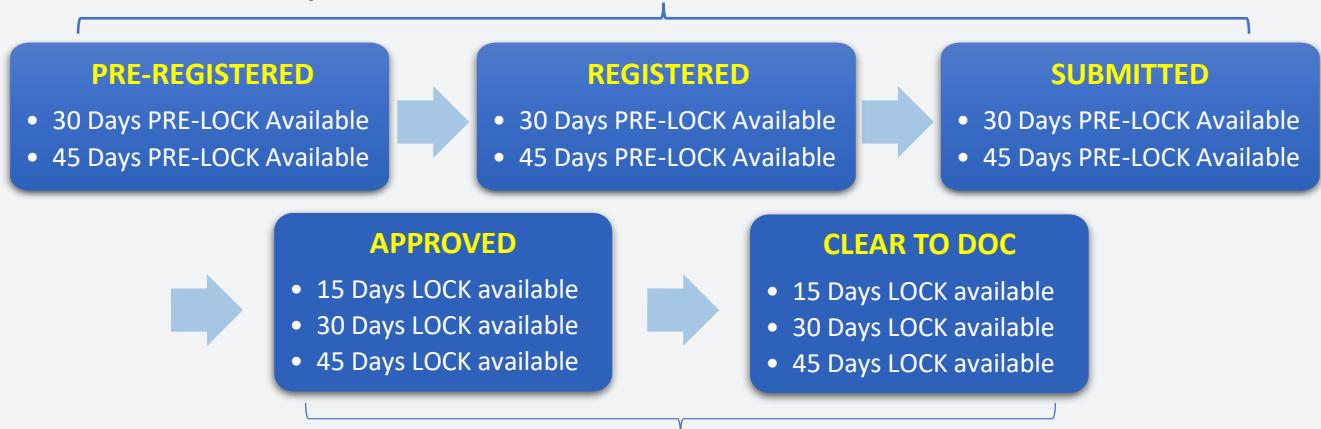 PRE-REGISTERED
• 30 Days PRE-LOCK Available
• 45 Days PRE-LOCK Available
REGISTERED
• 30 Days PRE-LOCK Available
• 45 Days PRE-LOCK Available
SUBMITTED
• 30 Days PRE-LOCK Available
• 45 Days PRE-LOCK Available
APPROVED
• 15 Days LOCK available
• 30 Days LOCK available
• 45 Days LOCK available
CLEAR TO DOC
• 15 Days LOCK available
• 30 Days LOCK available
• 45 Days LOCK available